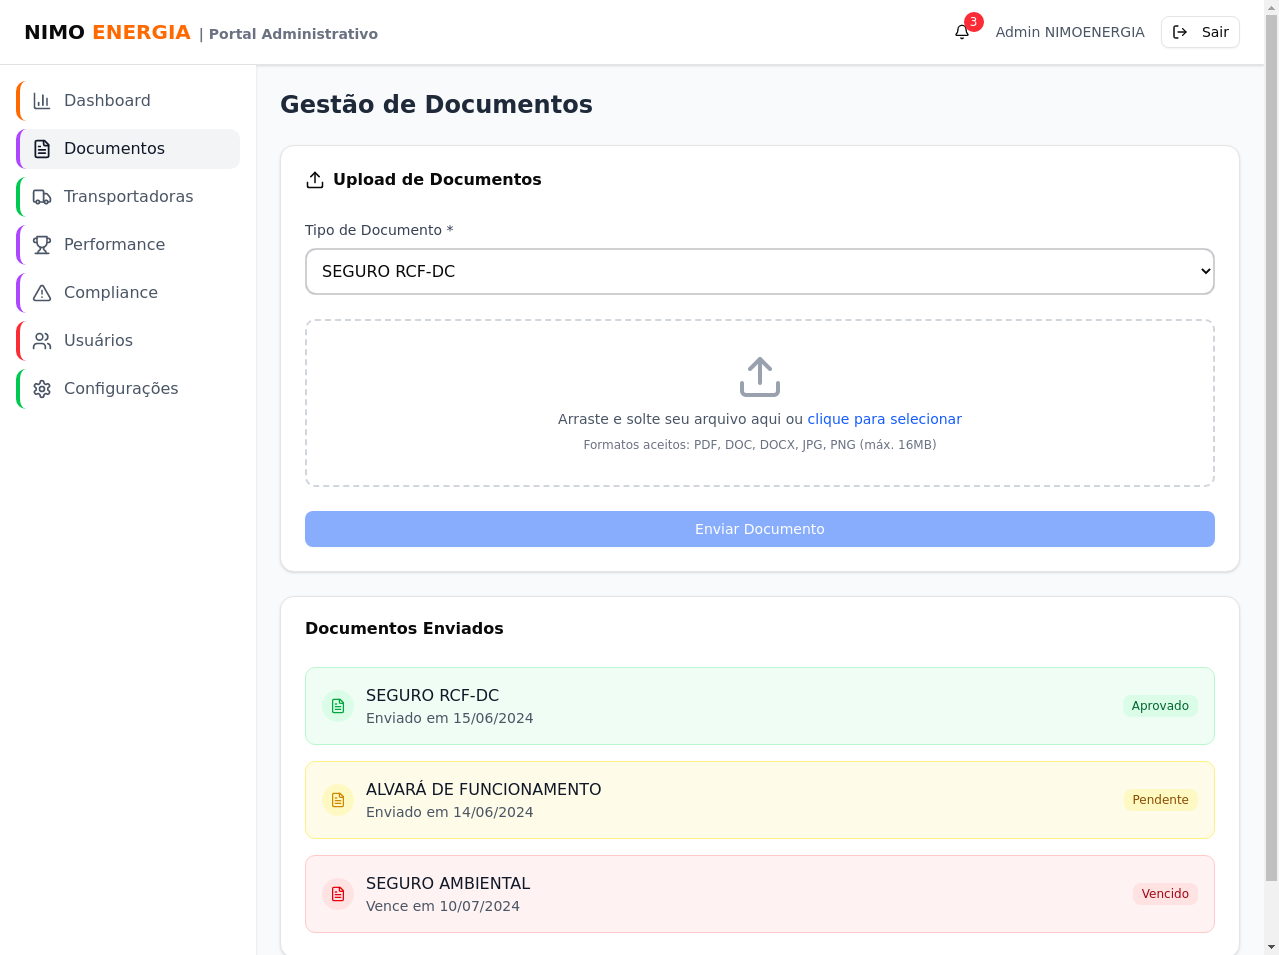 NIMO ENERGIA | Portal Administrativo
3
Admin NIMOENERGIA
Sair
Dashboard
Documentos
Transportadoras
Performance
Compliance
Usuários
Configurações
Gestão de Documentos
Upload de Documentos
Tipo de Documento *
SEGURO RCF-DC
Arraste e solte seu arquivo aqui ou clique para selecionar
Formatos aceitos: PDF, DOC, DOCX, JPG, PNG (máx. 16MB)
Enviar Documento
Documentos Enviados
SEGURO RCF-DC
Enviado em 15/06/2024
Aprovado
ALVARÁ DE FUNCIONAMENTO
Enviado em 14/06/2024
Pendente
SEGURO AMBIENTAL
Vence em 10/07/2024
Vencido